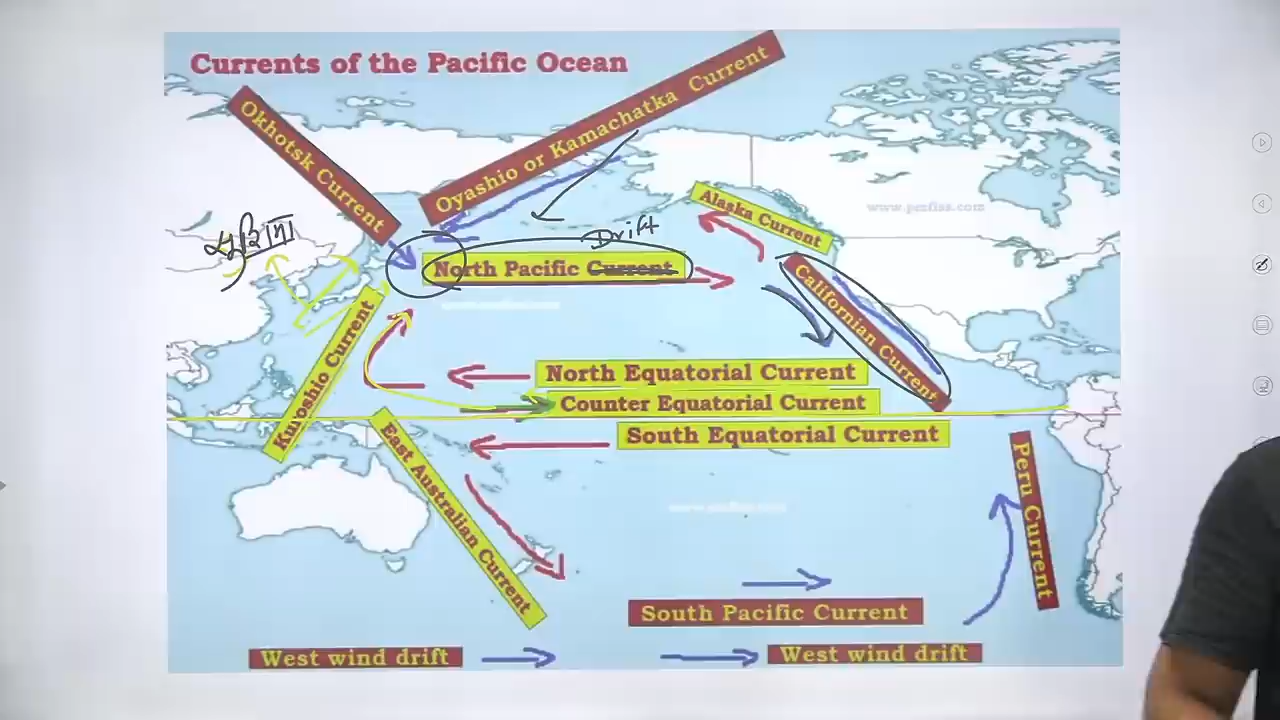 Currents of the Pacific Ocean
Okhotsk Current
Oyashio or Kamachatka Current
Alaska Current
www.pmfias.com
Drift
North Pacific Current
Californian Current
Kuroshio Current
North Equatorial Current
Counter Equatorial Current
South Equatorial Current
East Australian Current
Peru Current
South Pacific Current
West wind drift
West wind drift